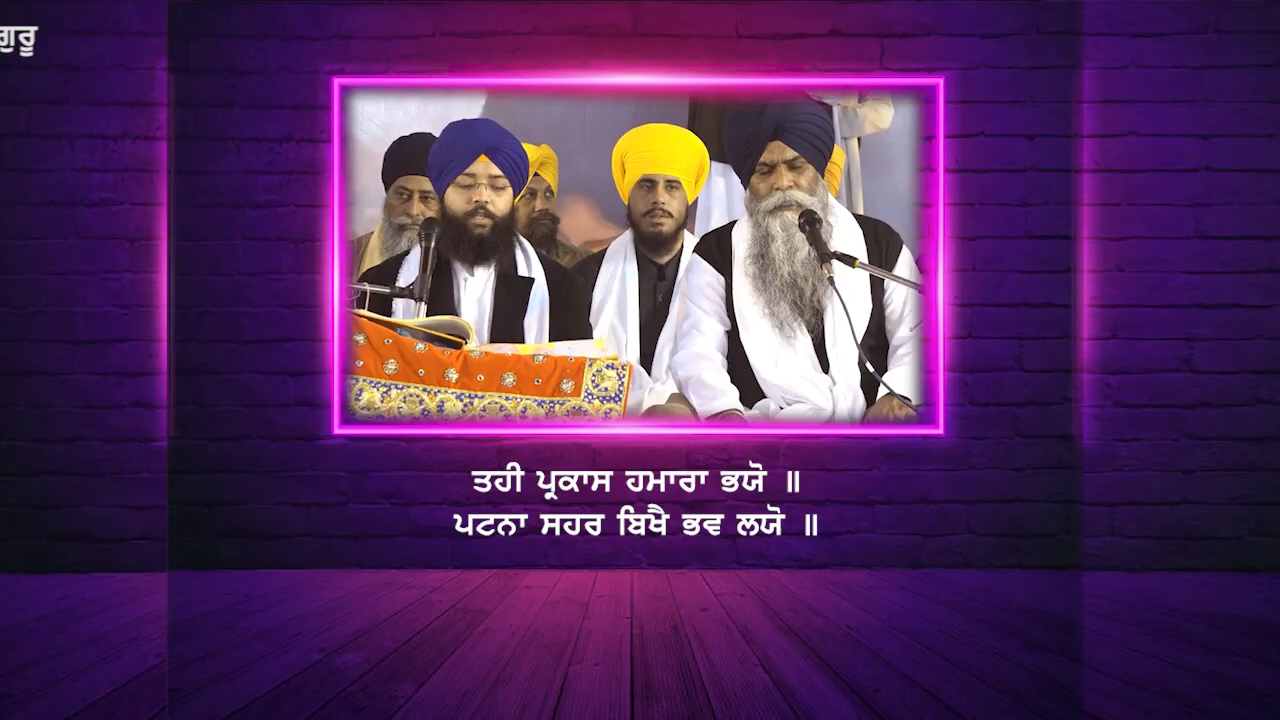 ਗੁਰੂ
ਤਹੀ ਪ੍ਰਕਾਸ ਹਮਾਰਾ ਭਯੋ ॥
ਪਟਨਾ ਸਹਰ ਬਿਖੈ ਭਵ ਲਯੋ ॥